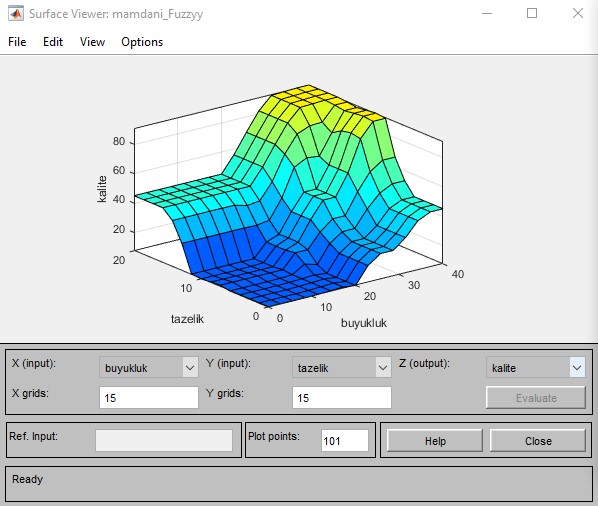 Surface Viewer: mamdani_Fuzzyy
File Edit View Options
80
60
40
20
kalite
20
10
0
tazelik
0
10
20
30
40
buyukluk
X (input): buyukluk Y (input): tazelik Z (output): kalite
X grids: 15 Y grids: 15 Evaluate
Ref. Input: Plot points: 101 Help Close
Ready